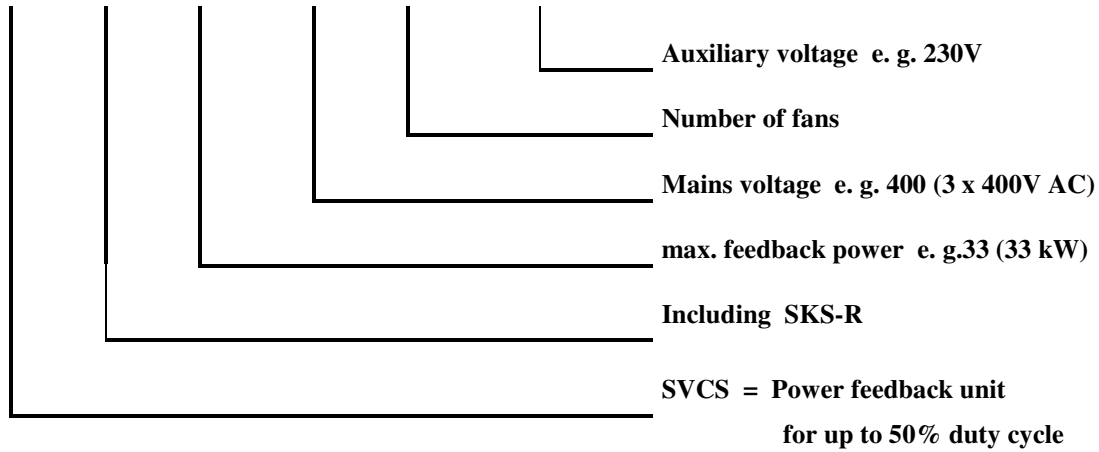 Auxiliary voltage e. g. 230V
Number of fans
Mains voltage e. g. 400 (3 x 400V AC)
max. feedback power e. g.33 (33 kW)
Including SKS-R
SVCS = Power feedback unit
for up to 50% duty cycle